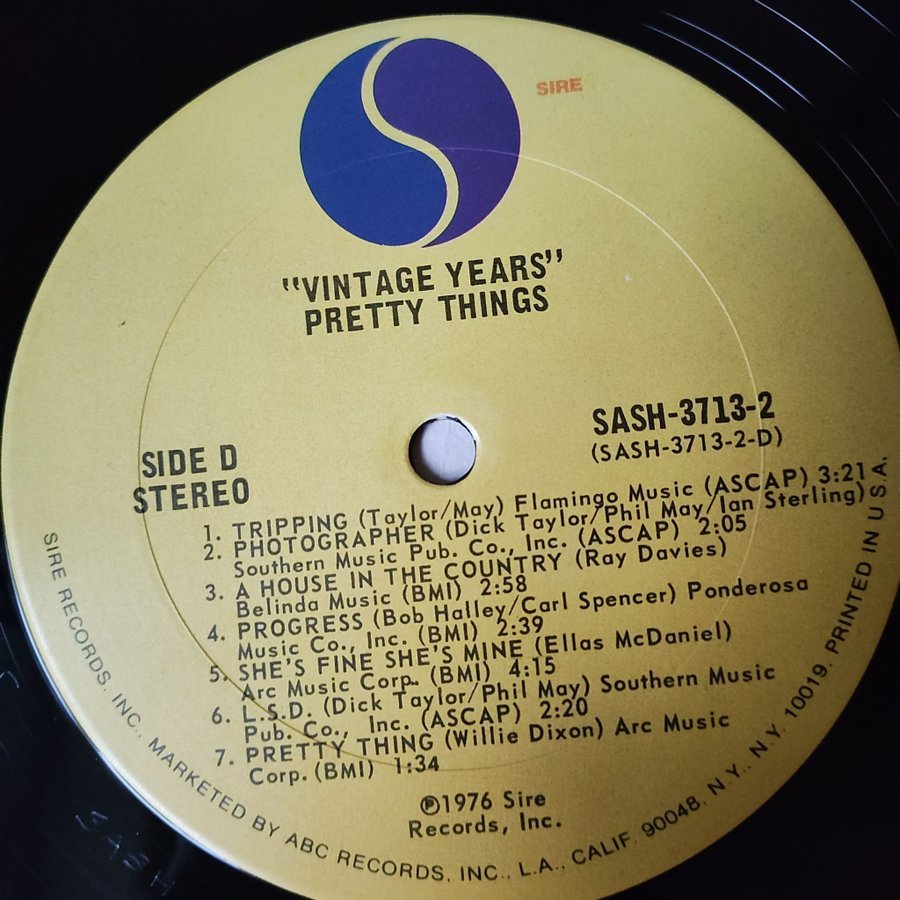 SIRE
"VINTAGE YEARS"
PRETTY THINGS
SASH-3713-2
(SASH-3713-2-D)
SIDE D
STEREO
1. TRIPPING (Taylor/May) Flamingo Music (ASCAP) 3:21
2. PHOTOGRAPHER (Dick Taylor/Phil May/Ian Sterling)
Southern Music Pub. Co., Inc. (ASCAP) 2:05
3. A HOUSE IN THE COUNTRY (Ray Davies)
Belinda Music (BMI) 2:58
4. PROGRESS (Bob Halley/Carl Spencer) Ponderosa
Music Co., Inc. (BMI) 2:39
5. SHE'S FINE SHE'S MINE (Ellas McDaniel)
Arc Music Corp. (BMI) 4:15
6. L.S.D. (Dick Taylor/Phil May) Southern Music
Pub. Co., Inc. (ASCAP) 2:20
7. PRETTY THING (Willie Dixon) Arc Music
Corp. (BMI) 1:34
℗1976 Sire
Records, Inc.
SIRE RECORDS, INC., MARKETED BY ABC RECORDS, INC., L.A., CALIF. 90048, N.Y., N.Y. 10019. PRINTED IN U.S.A.